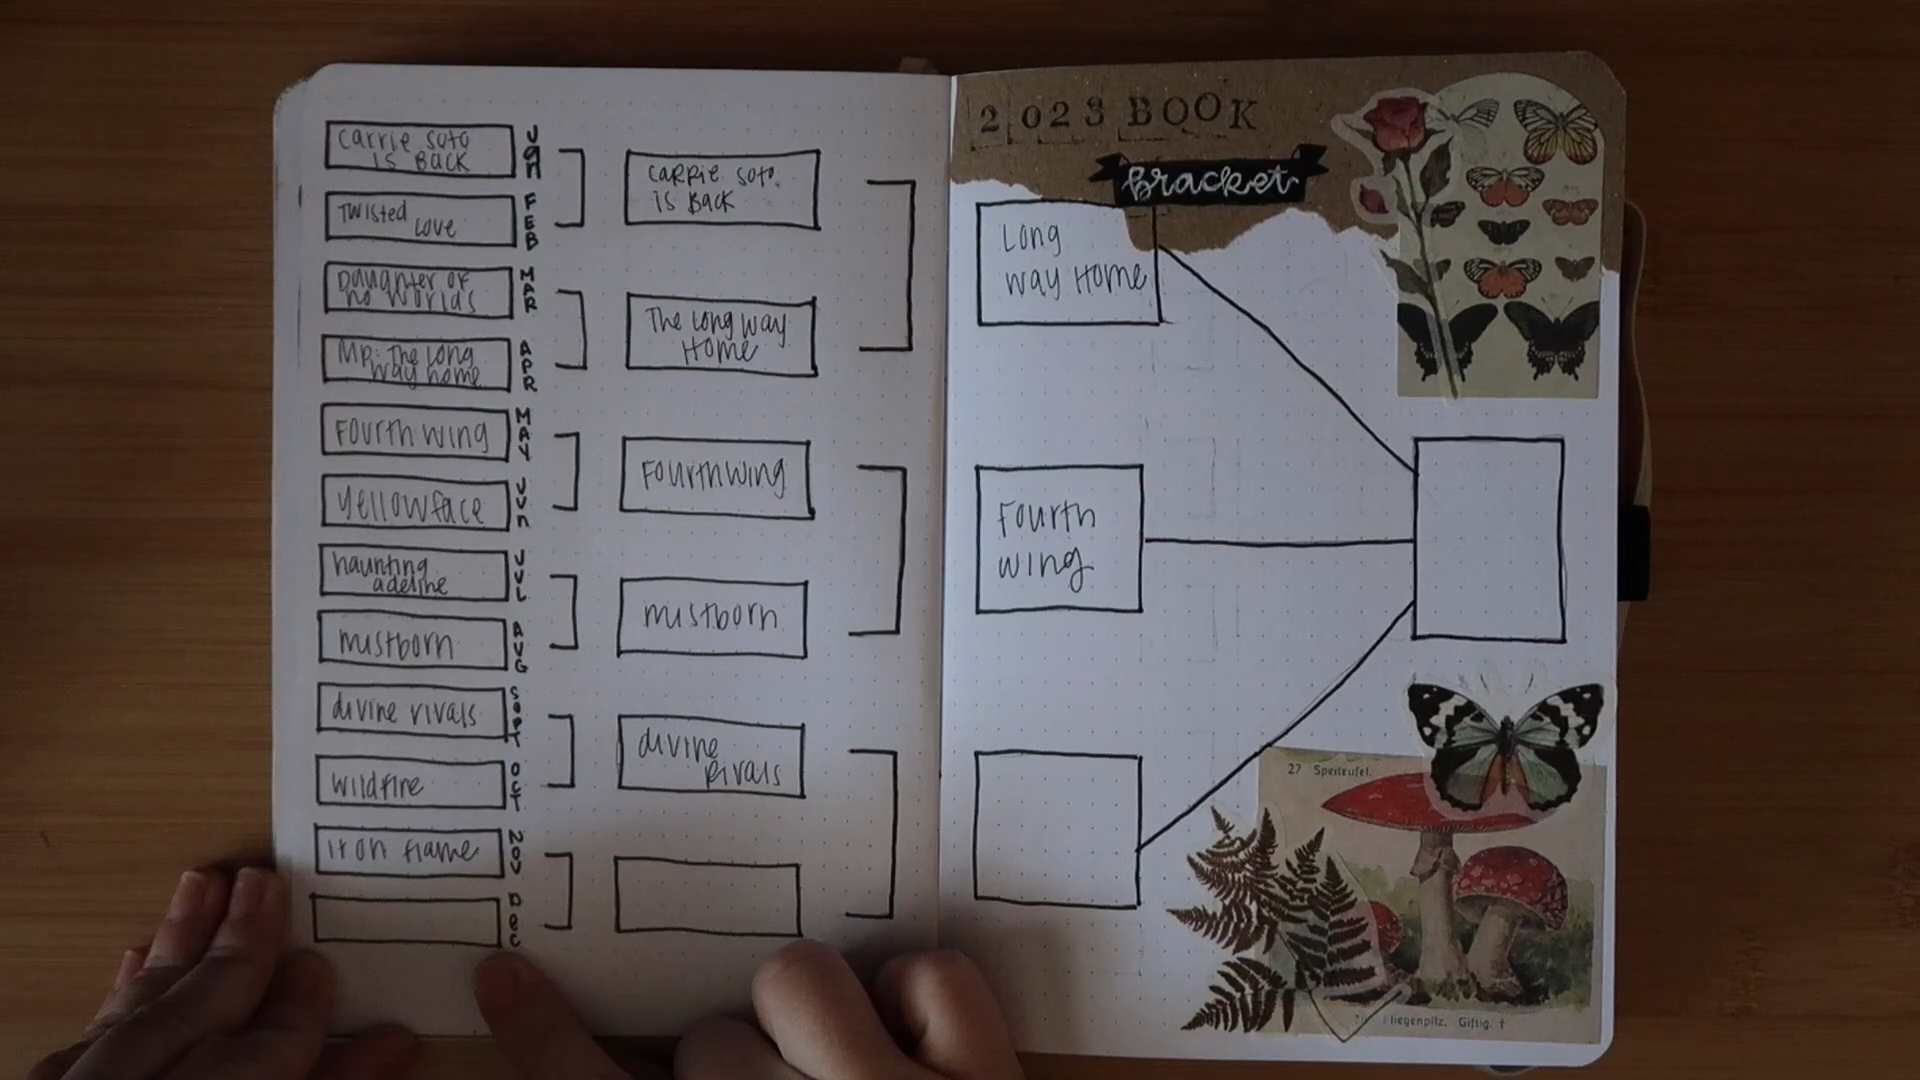 Carrie Soto
IS BACK
Jan
Twisted
Love
FEB
Daughter of
no worlds
MAR
MP: The Long
way home
APR
Fourth wing
MAY
Yellowface
JUN
haunting
adeline
JUL
mistborn
AUG
divine rivals
SEPT
wildfire
OCT
iron flame
NOV
Dec
CARRIE SOTO
IS BACK
The Long way
Home
Fourth wing
mistborn
divine
Rivals
2023 BOOK
bracket
Long
way Home
Fourth
wing
27 Speiteufel.
Fliegenpilz. Giftig. †